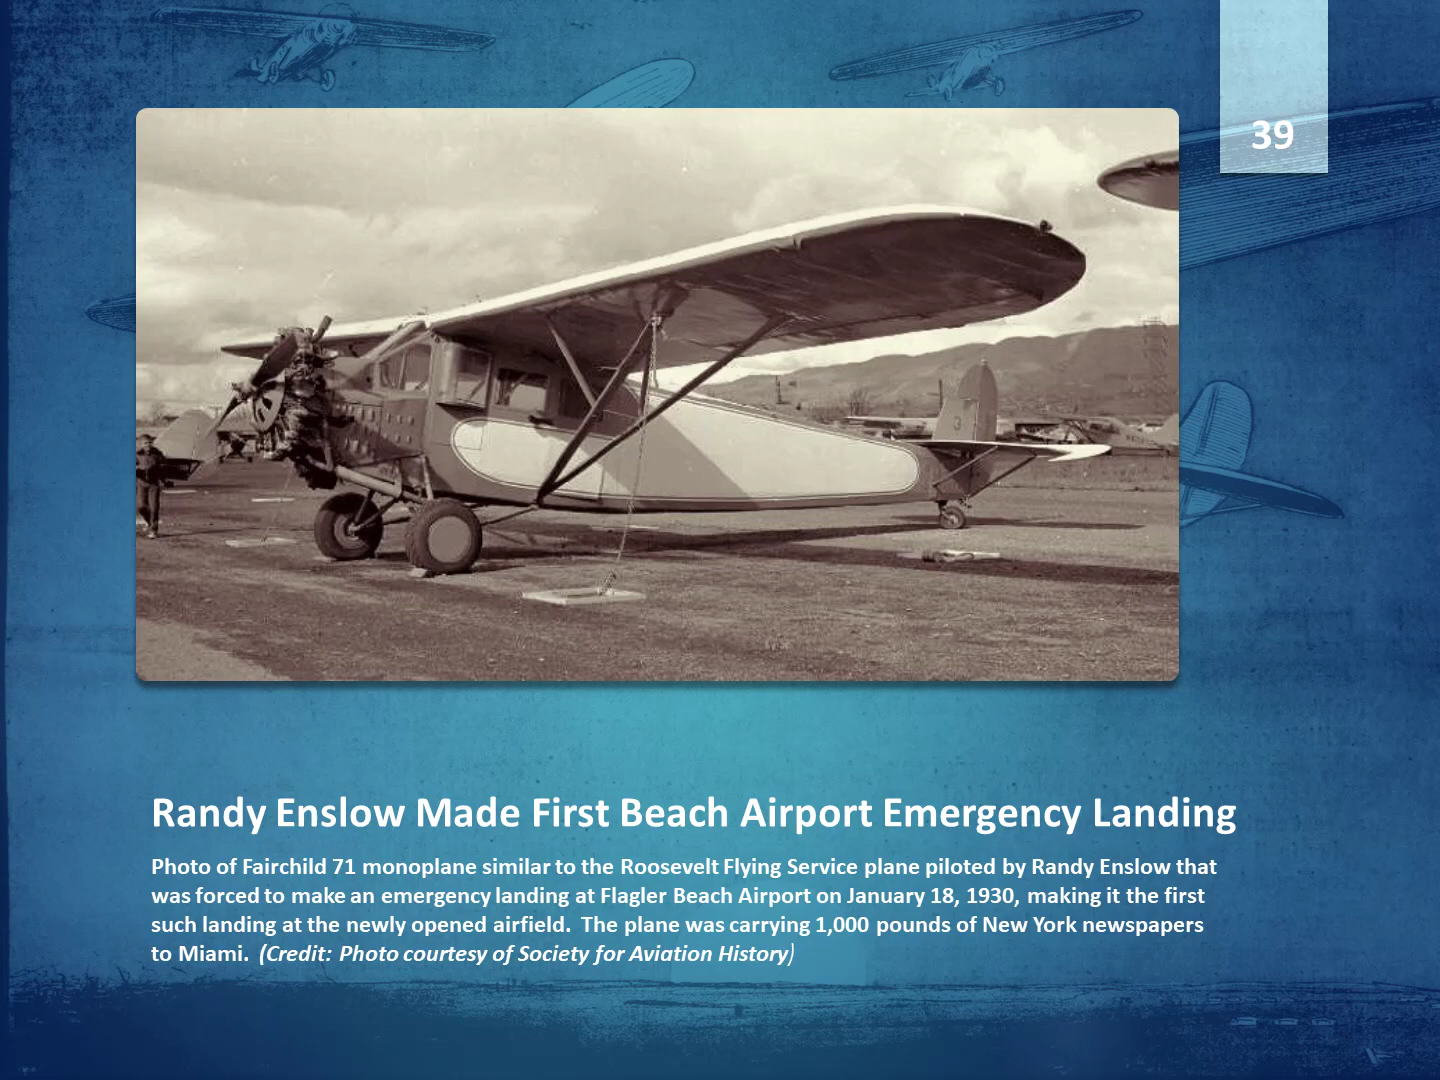 39
3
Randy Enslow Made First Beach Airport Emergency Landing
Photo of Fairchild 71 monoplane similar to the Roosevelt Flying Service plane piloted by Randy Enslow that
was forced to make an emergency landing at Flagler Beach Airport on January 18, 1930, making it the first
such landing at the newly opened airfield.  The plane was carrying 1,000 pounds of New York newspapers
to Miami.  (Credit:  Photo courtesy of Society for Aviation History)